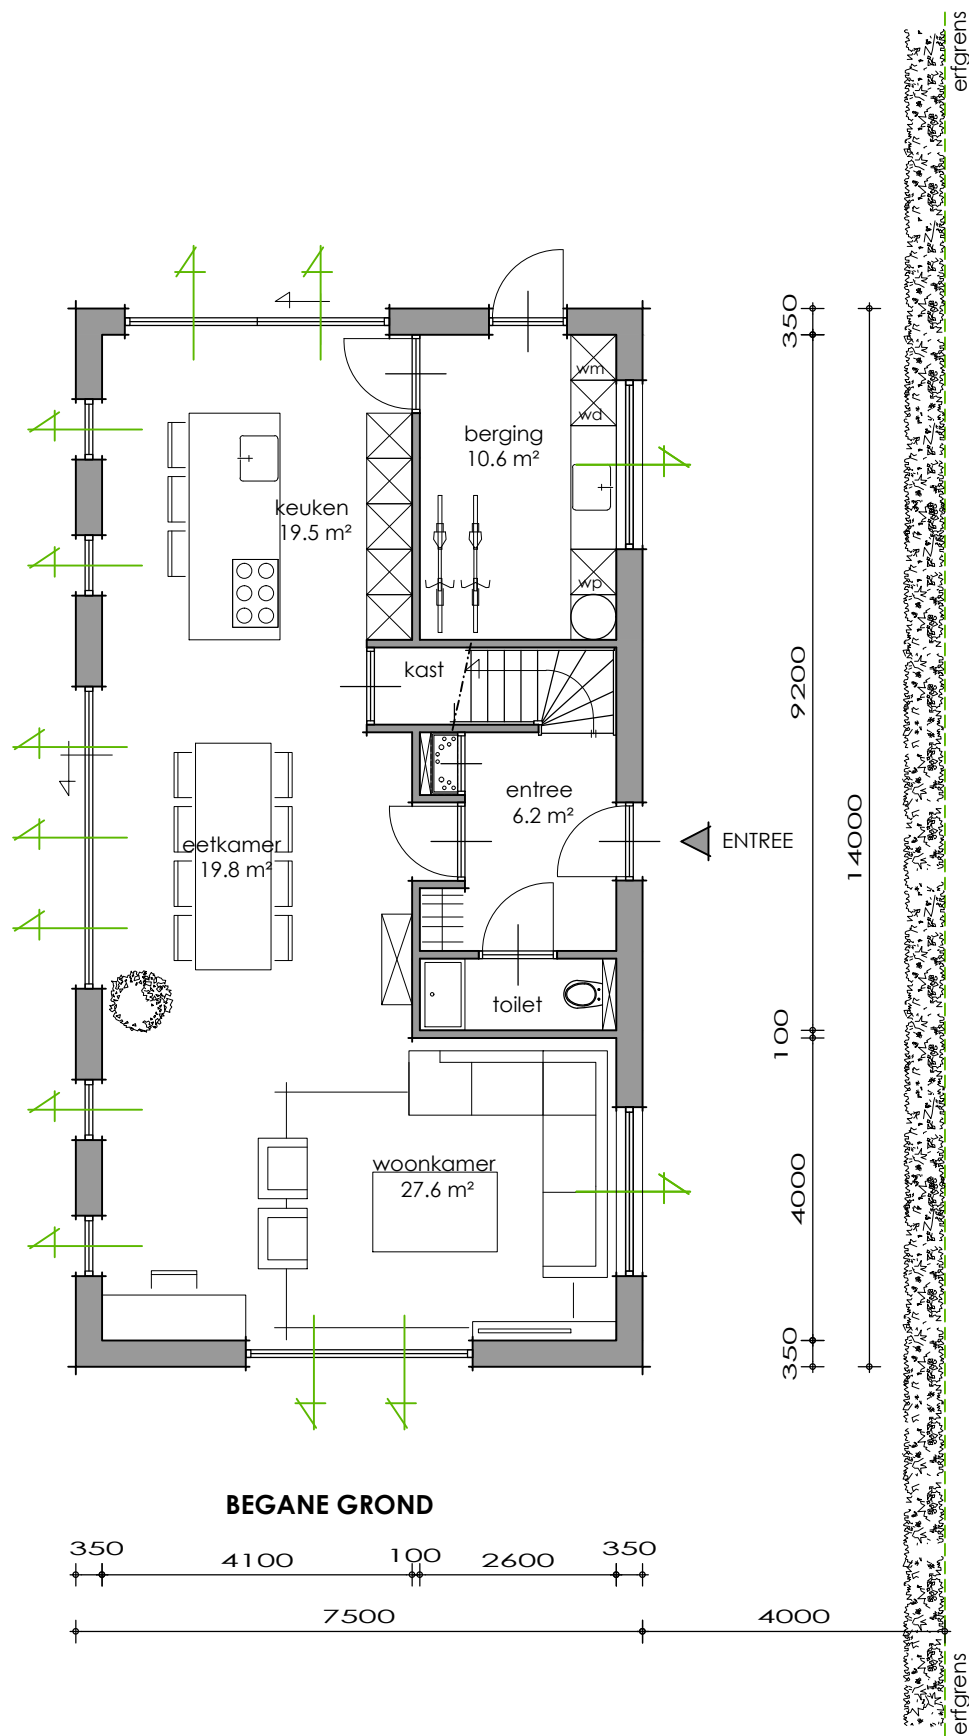 erfgrens
350
wm
wd
berging
10.6 m²
keuken
19.5 m²
wp
kast
9200
14000
entree
6.2 m²
ENTREE
eetkamer
19.8 m²
toilet
100
woonkamer
27.6 m²
4000
350
BEGANE GROND
350
4100
100
2600
350
7500
4000
erfgrens